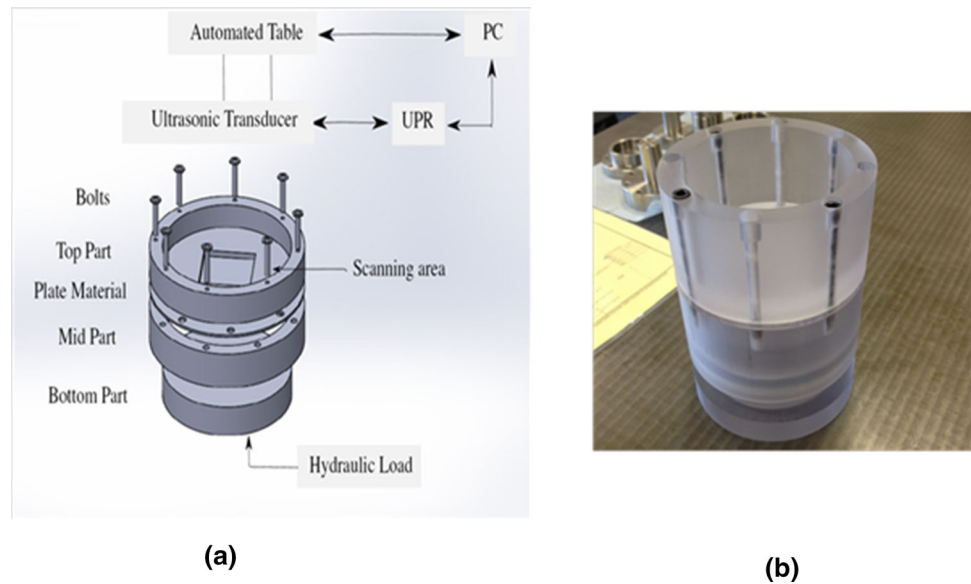 Automated Table
PC
Ultrasonic Transducer
UPR
Bolts
Top Part
Scanning area
Plate Material
Mid Part
Bottom Part
Hydraulic Load
(a)
(b)